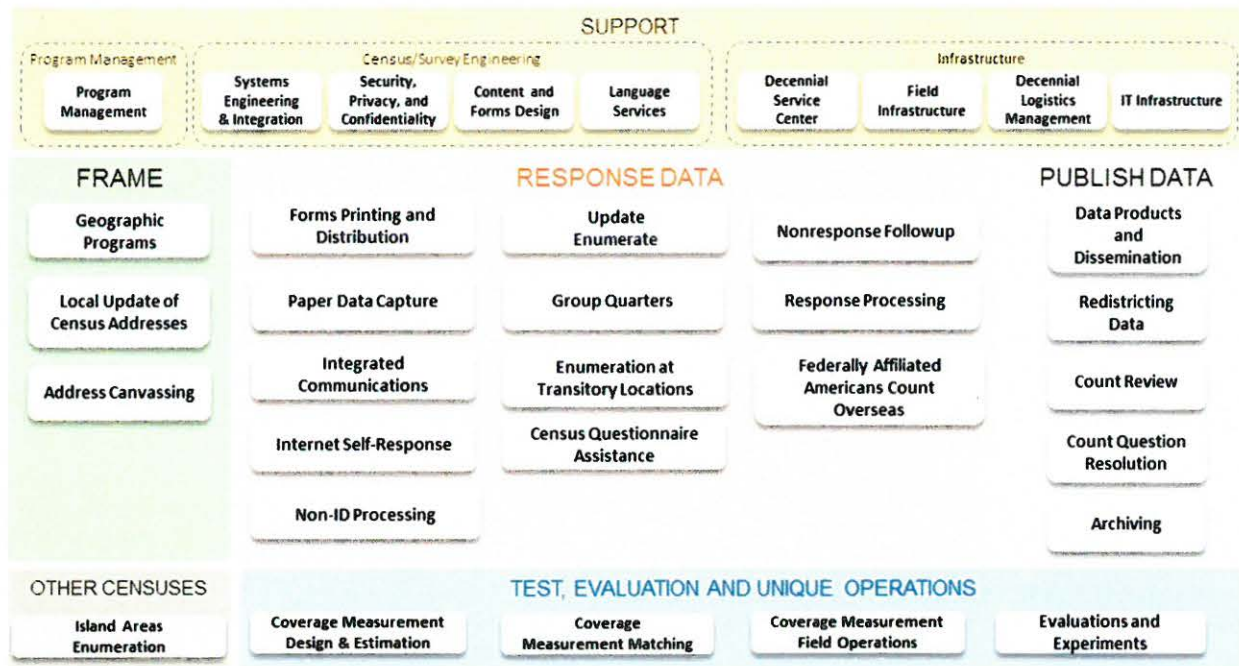 SUPPORT
Program Management
Census/Survey Engineering
Infrastructure
Program
Management
Systems
Engineering
& Integration
Security,
Privacy, and
Confidentiality
Content and
Forms Design
Language
Services
Decennial
Service
Center
Field
Infrastructure
Decennial
Logistics
Management
IT Infrastructure
FRAME
Geographic
Programs
Local Update of
Census Addresses
Address Canvassing
RESPONSE DATA
Forms Printing and
Distribution
Paper Data Capture
Integrated
Communications
Internet Self-Response
Non-ID Processing
Update
Enumerate
Group Quarters
Enumeration at
Transitory Locations
Census Questionnaire
Assistance
Nonresponse Followup
Response Processing
Federally Affiliated
Americans Count
Overseas
PUBLISH DATA
Data Products
and
Dissemination
Redistricting
Data
Count Review
Count Question
Resolution
Archiving
OTHER CENSUSES
Island Areas
Enumeration
TEST, EVALUATION AND UNIQUE OPERATIONS
Coverage Measurement
Design & Estimation
Coverage
Measurement Matching
Coverage Measurement
Field Operations
Evaluations and
Experiments